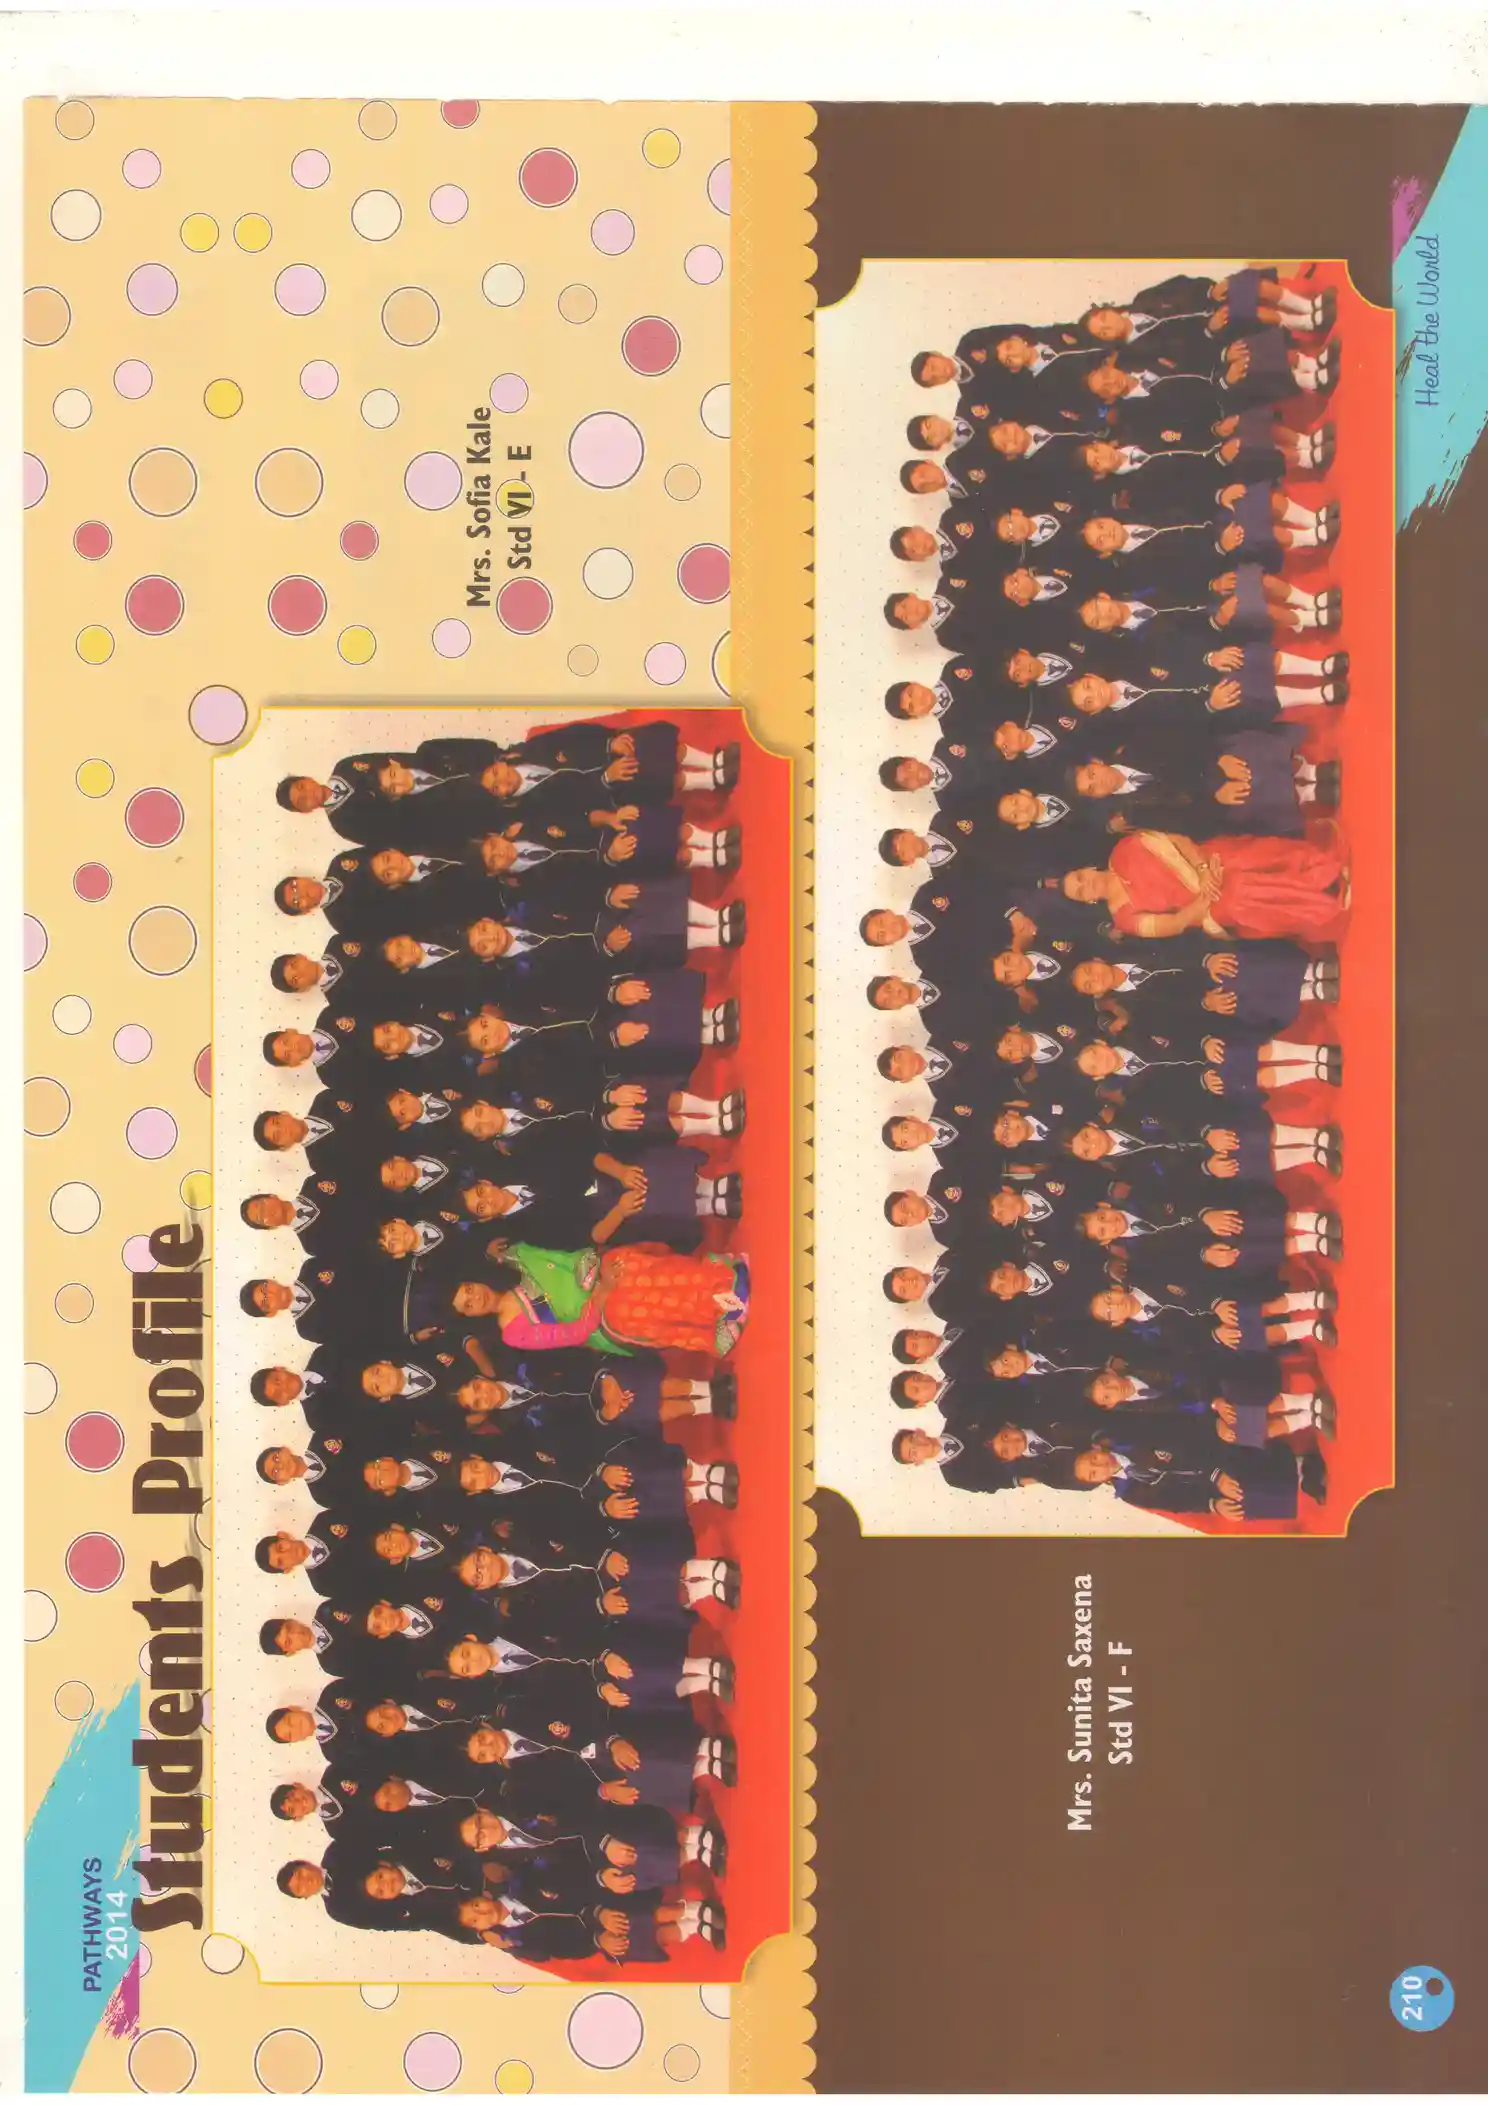 PATHWAYS
2014
Students Profile
Mrs. Sofia Kale
Std VI - E
Mrs. Sunita Saxena
Std VI - F
210
Heal the World